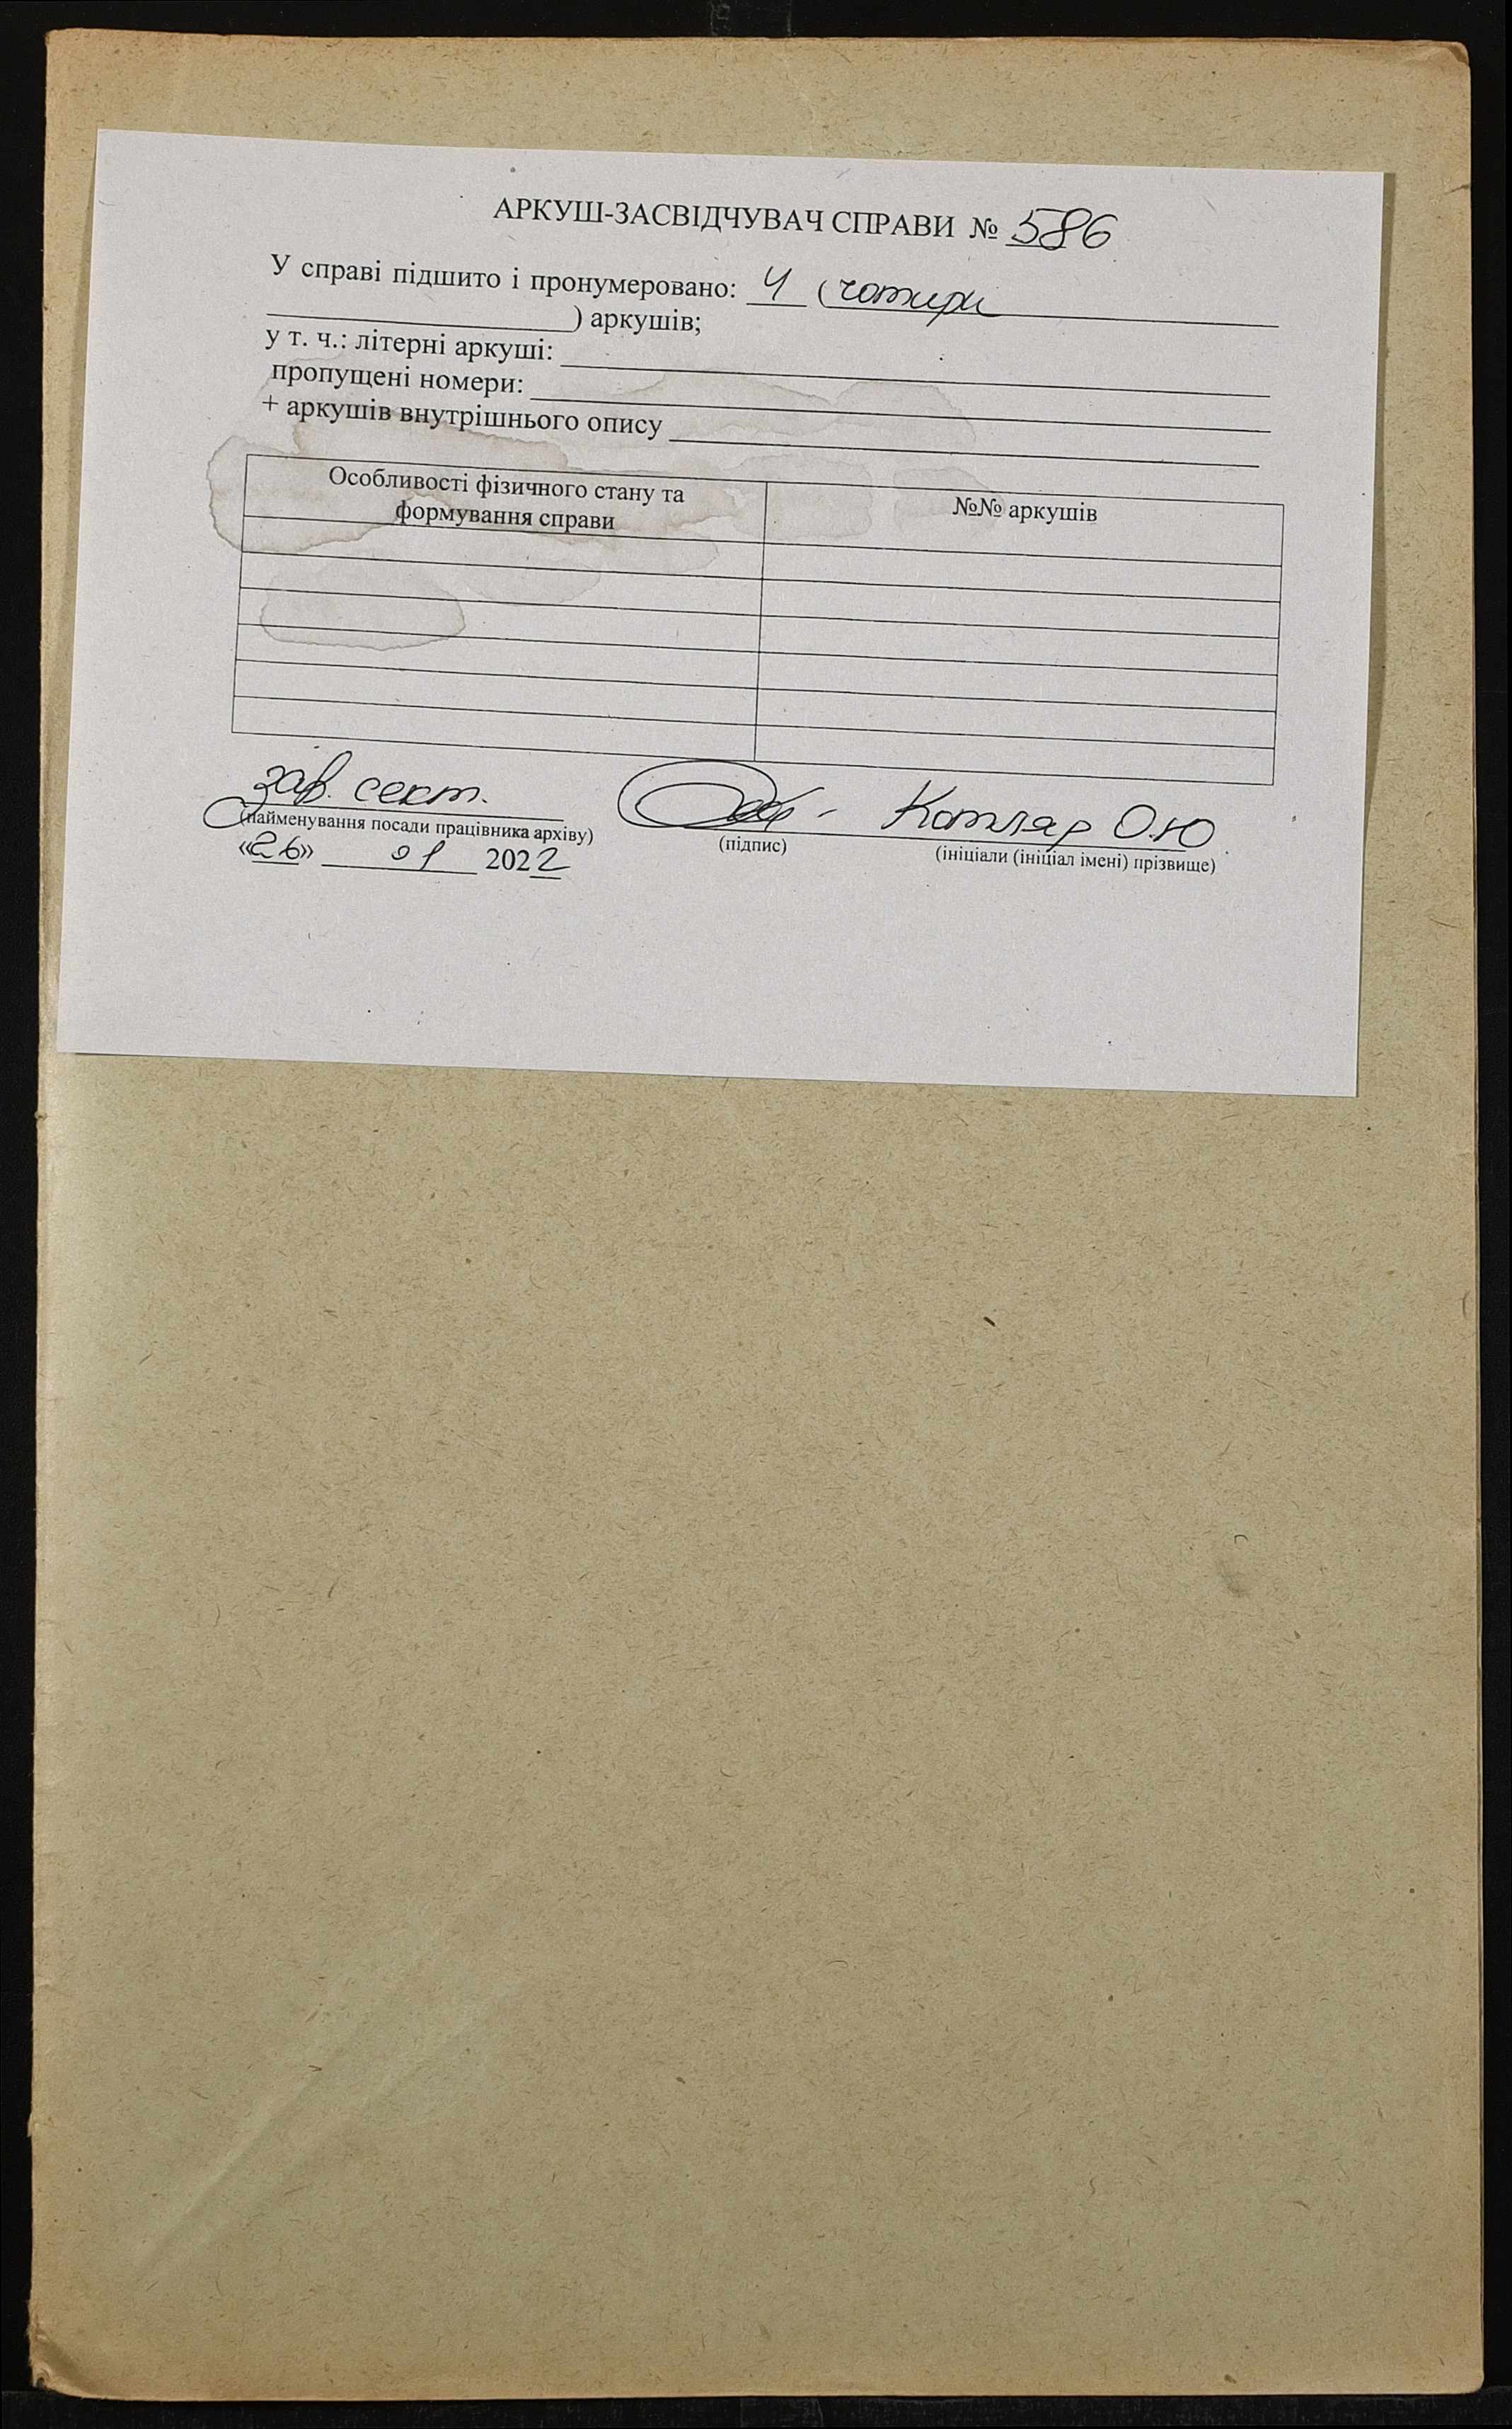 АРКУШ-ЗАСВІДЧУВАЧ СПРАВИ № 586
У справі підшито і пронумеровано: 4 (чотири
) аркушів;
у т. ч.: літерні аркуші:
пропущені номери:
+ аркушів внутрішнього опису
Особливості фізичного стану та
формування справи
№№ аркушів
зав. сект.
Котляр О.Ю
(найменування посади працівника архіву)
(підпис)
(ініціали (ініціал імені) прізвище)
«26» 01 2022